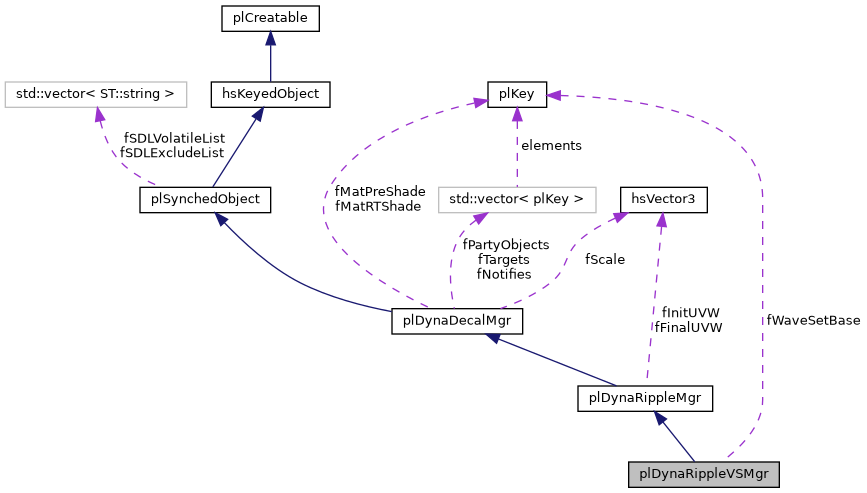 plCreatable
std::vector< ST::string >
hsKeyedObject
plKey
fSDLVolatileList
fSDLExcludeList
elements
plSynchedObject
fMatPreShade
fMatRTShade
std::vector< plKey >
hsVector3
fPartyObjects
fTargets
fNotifies
fScale
plDynaDecalMgr
fInitUVW
fFinalUVW
fWaveSetBase
plDynaRippleMgr
plDynaRippleVSMgr